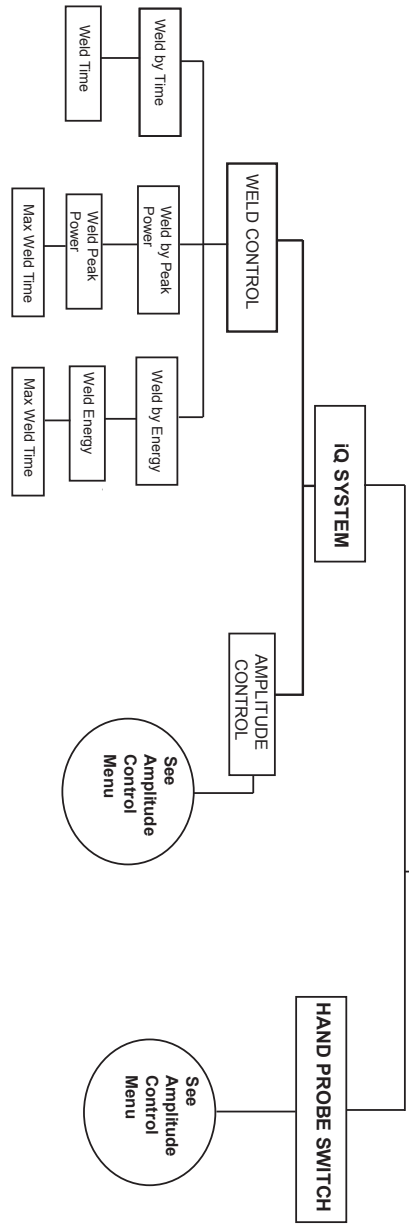 iQ SYSTEM
HAND PROBE SWITCH
WELD CONTROL
AMPLITUDE
CONTROL
See
Amplitude
Control
Menu
See
Amplitude
Control
Menu
Weld by Time
Weld by Peak
Power
Weld by Energy
Weld Time
Weld Peak
Power
Weld Energy
Max Weld Time
Max Weld Time